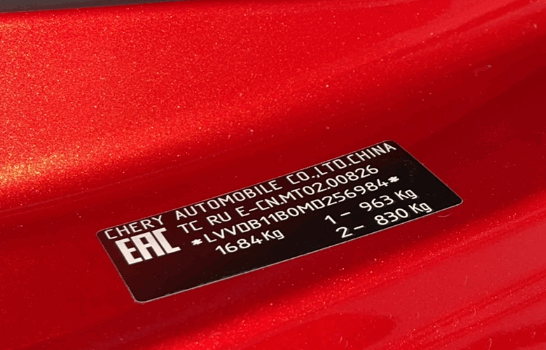 CHERY AUTOMOBILE CO.,LTD.CHINA
EAC TC RU E-CN.MT02.00826
*LVVDB11B0MD256984*
1684Kg 1- 963 Kg
2- 830 Kg